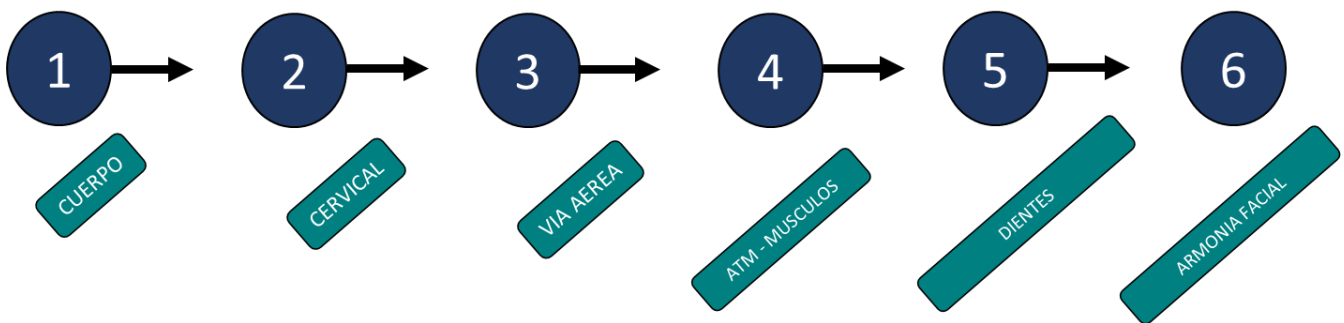 1
2
3
4
5
6
CUERPO
CERVICAL
VIA AEREA
ATM - MUSCULOS
DIENTES
ARMONIA FACIAL